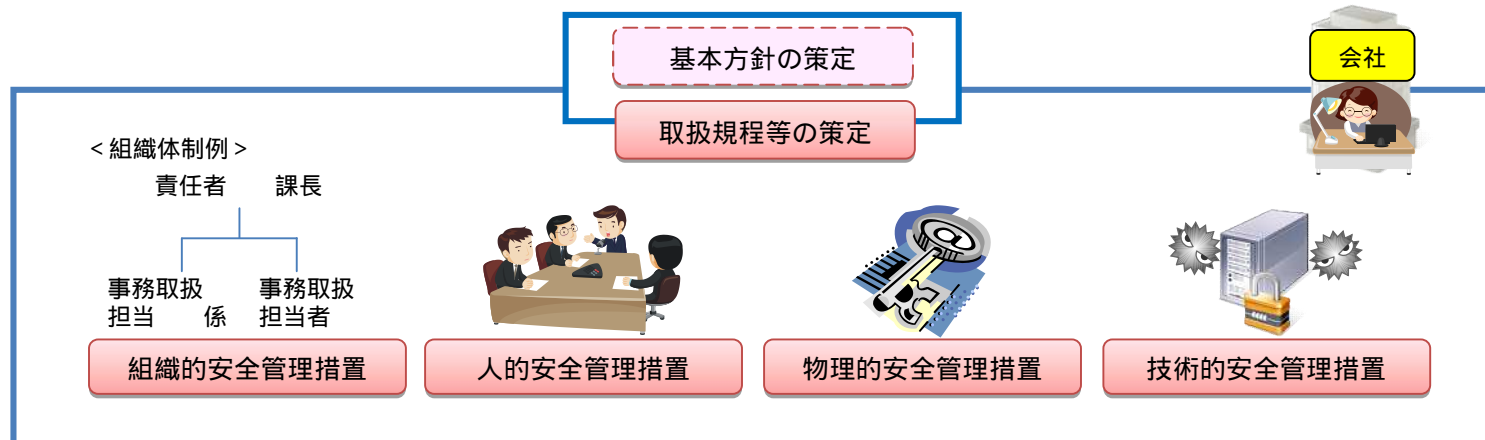 基本方針の策定
会社
取扱規程等の策定
<組織体制例>
責任者 課長
事務取扱 事務取扱
担当 係 担当者
組織的安全管理措置
人的安全管理措置
物理的安全管理措置
技術的安全管理措置